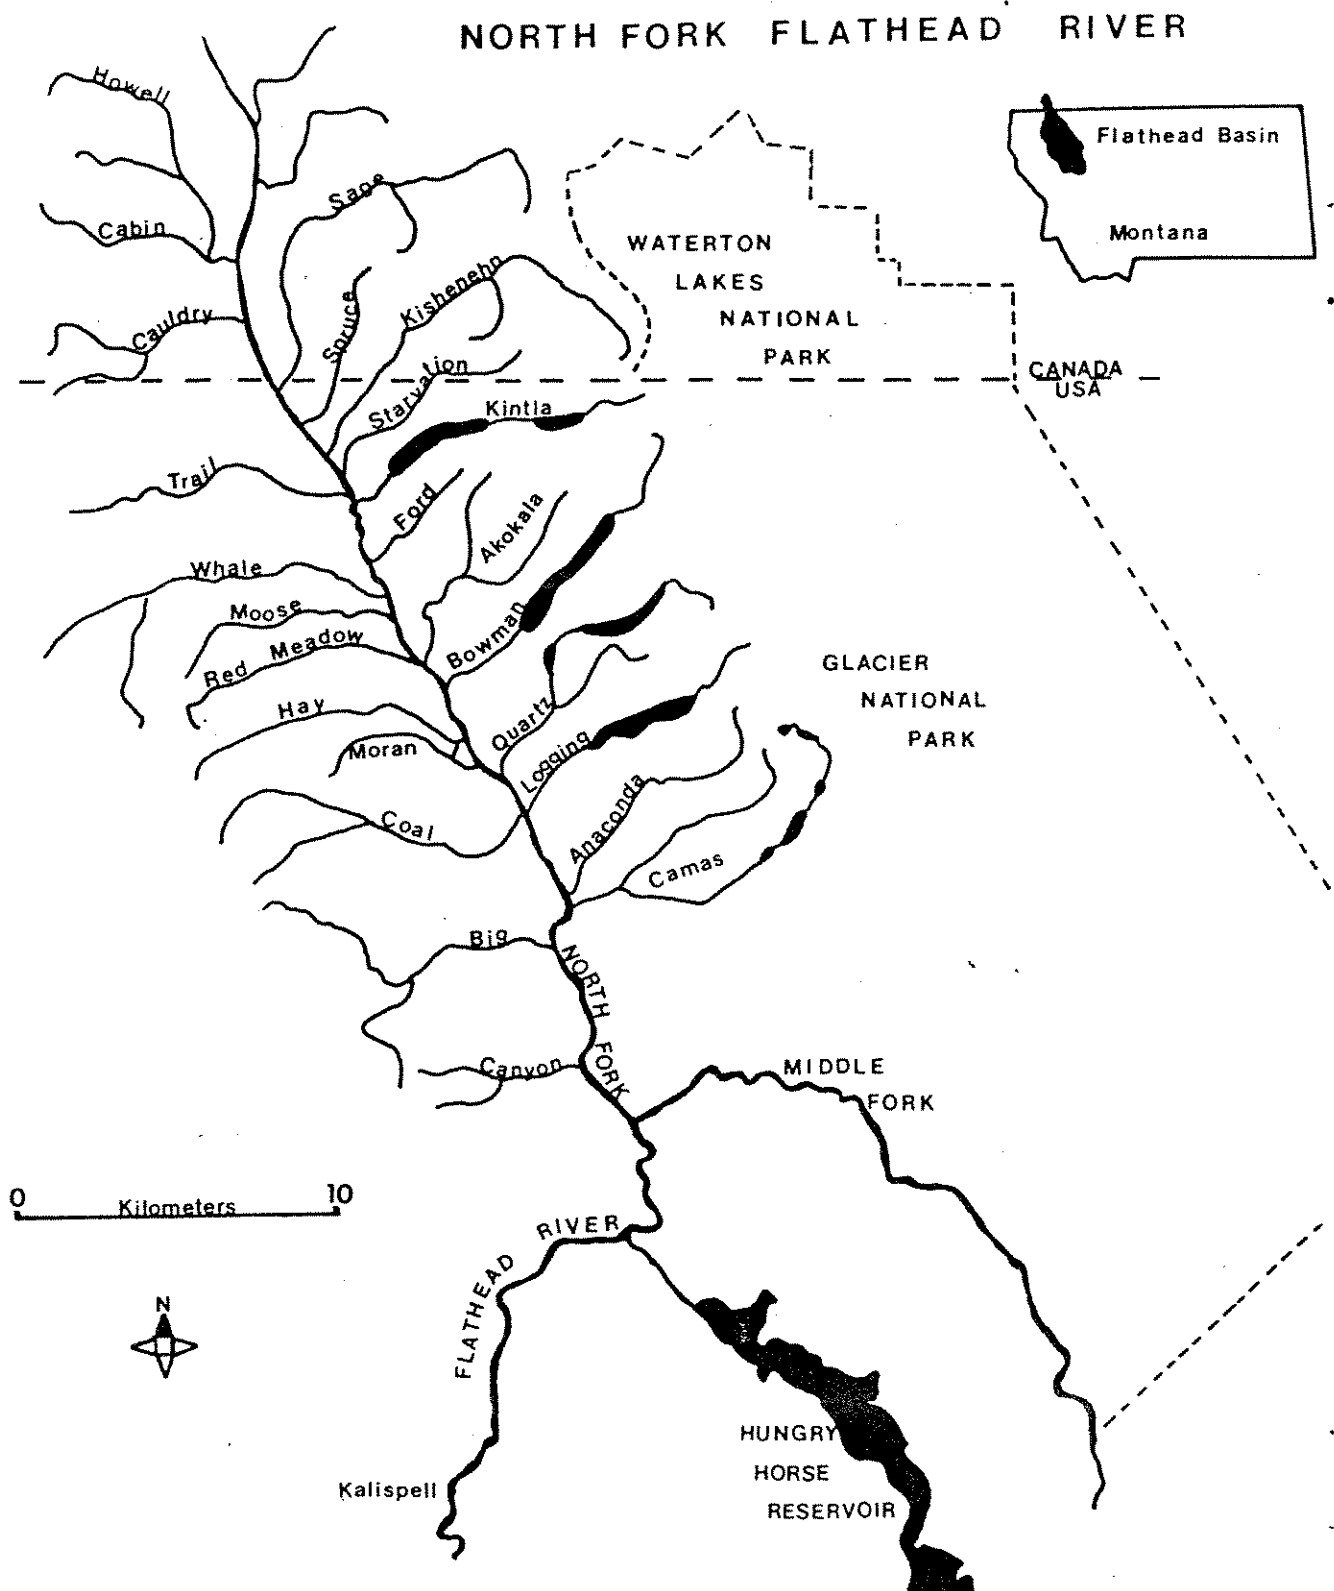 NORTH FORK FLATHEAD RIVER
Howell
Flathead Basin
Sage
Cabin
WATERTON
LAKES
NATIONAL
PARK
Montana
Kishenehn
Spruce
Cauldry
Starvation
CANADA
USA
Kintla
Trail
Ford
Akokala
Whale
Moose
Red Meadow
Bowman
GLACIER
NATIONAL
PARK
Hay
Quartz
Moran
Logging
Coal
Anaconda
Camas
Big
NORTH FORK
Canyon
MIDDLE
FORK
0 Kilometers 10
FLATHEAD RIVER
N
HUNGRY
HORSE
RESERVOIR
Kalispell